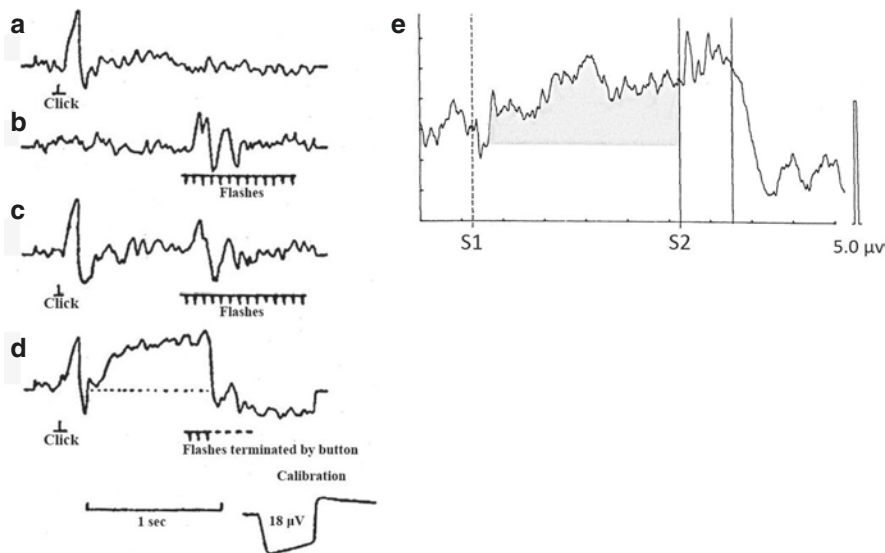 a
Click
b
Flashes
c
Click
Flashes
d
Click
Flashes terminated by button
Calibration
1 sec
18 µV
e
S1
S2
5.0 µv